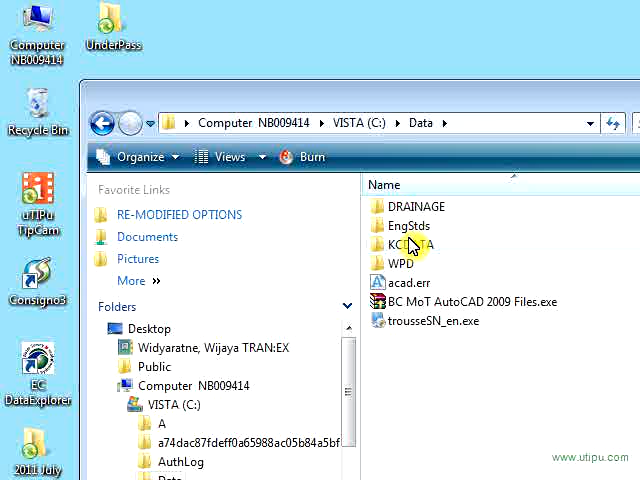 Computer
NB009414
UnderPass
Recycle Bin
uTIPu
TipCam
Consigno3
EC
DataExplorer
2011 July
Computer NB009414 VISTA (C:) Data
Organize Views Burn
Favorite Links
RE-MODIFIED OPTIONS
Documents
Pictures
More »
Folders
Desktop
Widyaratne, Wijaya TRAN:EX
Public
Computer NB009414
VISTA (C:)
A
a74dac87fdeff0a65988ac05b84a5bf
AuthLog
Data
Name
DRAINAGE
EngStds
KCDATA
WPD
acad.err
BC MoT AutoCAD 2009 Files.exe
trousseSN_en.exe
www.utipu.com